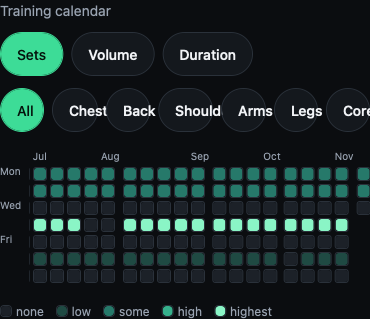 Training calendar
Sets Volume Duration
All Chest Back Should Arms Legs Core
Jul Aug Sep Oct Nov
Mon
Wed
Fri
none low some high highest